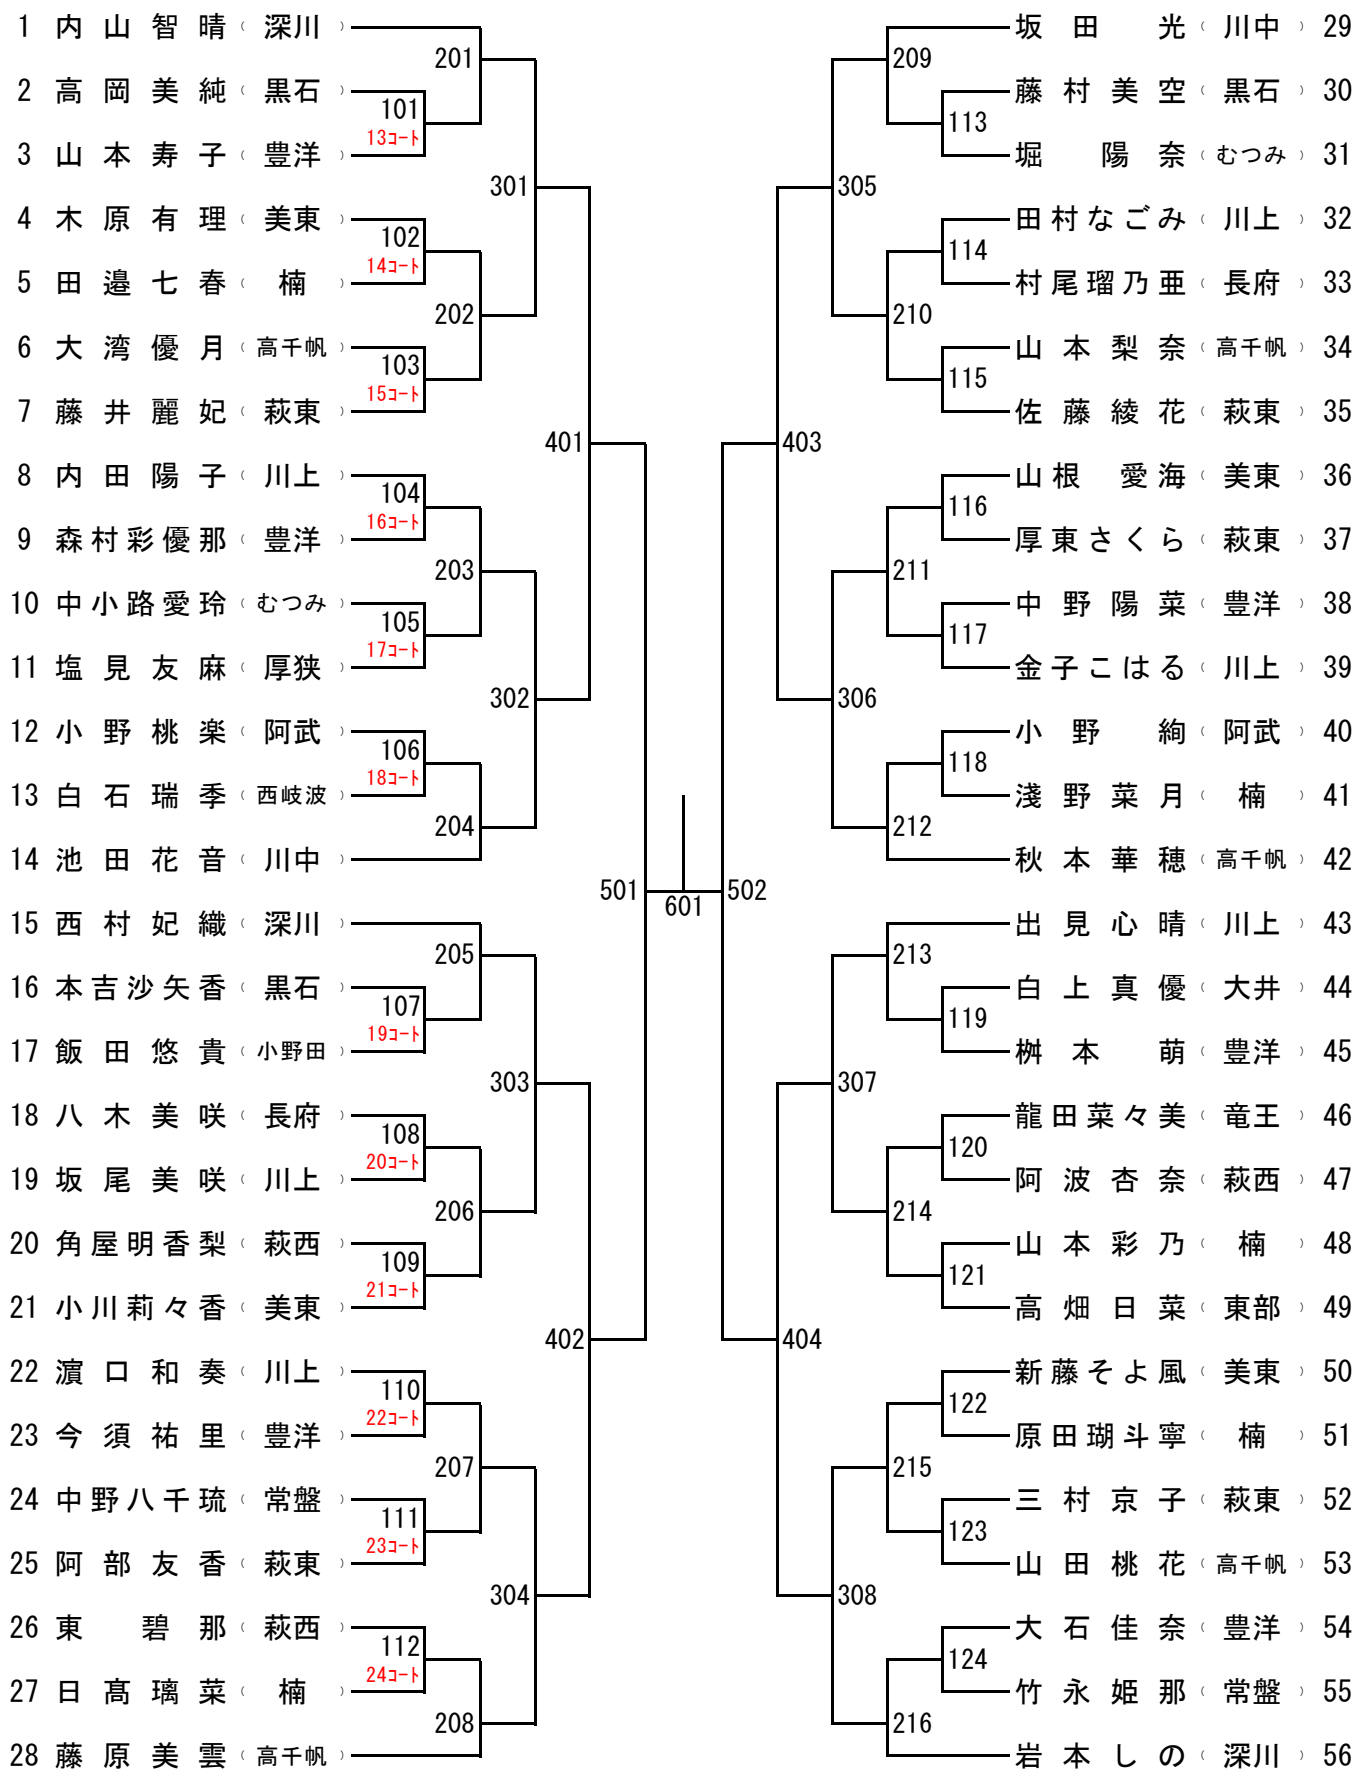 1 内山智晴（深川）
201
2 高岡美純（黒石）
101
13コート
3 山本寿子（豊洋）
301
4 木原有理（美東）
102
14コート
5 田邉七春（楠）
202
6 大湾優月（高千帆）
103
15コート
7 藤井麗妃（萩東）
401
8 内田陽子（川上）
104
16コート
9 森村彩優那（豊洋）
203
10 中小路愛玲（むつみ）
105
17コート
11 塩見友麻（厚狭）
302
12 小野桃楽（阿武）
106
18コート
13 白石瑞季（西岐波）
204
14 池田花音（川中）
501
15 西村妃織（深川）
205
16 本吉沙矢香（黒石）
107
19コート
17 飯田悠貴（小野田）
303
18 八木美咲（長府）
108
20コート
19 坂尾美咲（川上）
206
20 角屋明香梨（萩西）
109
21コート
21 小川莉々香（美東）
402
22 濵口和奏（川上）
110
22コート
23 今須祐里（豊洋）
207
24 中野八千琉（常盤）
111
23コート
25 阿部友香（萩東）
304
26 東碧那（萩西）
112
24コート
27 日髙璃菜（楠）
208
28 藤原美雲（高千帆）
601
坂田光（川中）29
209
藤村美空（黒石）30
113
堀陽奈（むつみ）31
305
田村なごみ（川上）32
114
村尾瑠乃亜（長府）33
210
山本梨奈（高千帆）34
115
佐藤綾花（萩東）35
403
山根愛海（美東）36
116
厚東さくら（萩東）37
211
中野陽菜（豊洋）38
117
金子こはる（川上）39
306
小野絢（阿武）40
118
淺野菜月（楠）41
212
秋本華穂（高千帆）42
502
出見心晴（川上）43
213
白上真優（大井）44
119
桝本萌（豊洋）45
307
龍田菜々美（竜王）46
120
阿波杏奈（萩西）47
214
山本彩乃（楠）48
121
高畑日菜（東部）49
404
新藤そよ風（美東）50
122
原田瑚斗寧（楠）51
215
三村京子（萩東）52
123
山田桃花（高千帆）53
308
大石佳奈（豊洋）54
124
竹永姫那（常盤）55
216
岩本しの（深川）56